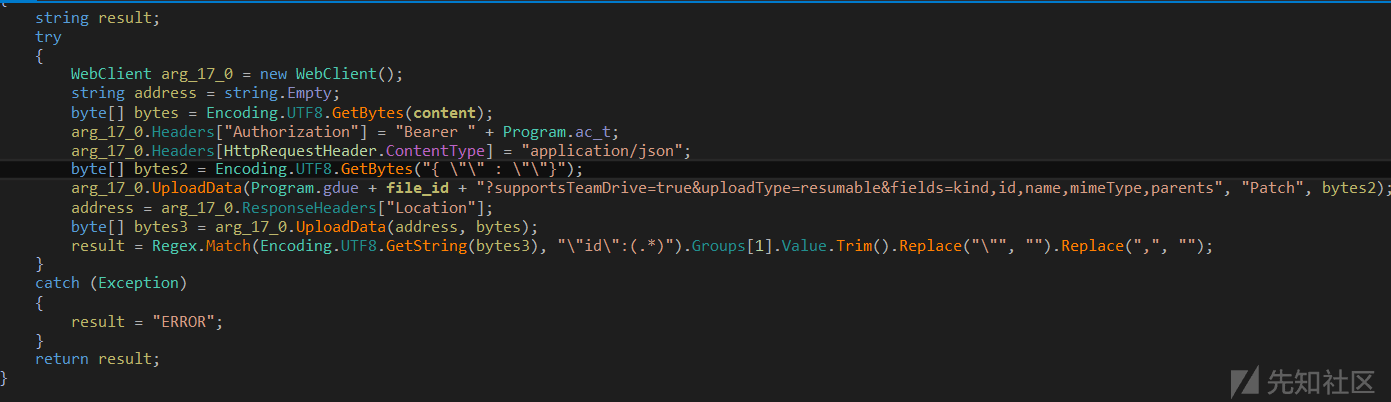 {
    string result;
    try
    {
        WebClient arg_17_0 = new WebClient();
        string address = string.Empty;
        byte[] bytes = Encoding.UTF8.GetBytes(content);
        arg_17_0.Headers["Authorization"] = "Bearer " + Program.ac_t;
        arg_17_0.Headers[HttpRequestHeader.ContentType] = "application/json";
        byte[] bytes2 = Encoding.UTF8.GetBytes("{ \"\" : \"\"}");
        arg_17_0.UploadData(Program.gdue + file_id + "?supportsTeamDrive=true&uploadType=resumable&fields=kind,id,name,mimeType,parents", "Patch", bytes2);
        address = arg_17_0.ResponseHeaders["Location"];
        byte[] bytes3 = arg_17_0.UploadData(address, bytes);
        result = Regex.Match(Encoding.UTF8.GetString(bytes3), "\"id\":(.*)").Groups[1].Value.Trim().Replace("\"", "").Replace(",", "");
    }
    catch (Exception)
    {
        result = "ERROR";
    }
    return result;
}
先知社区